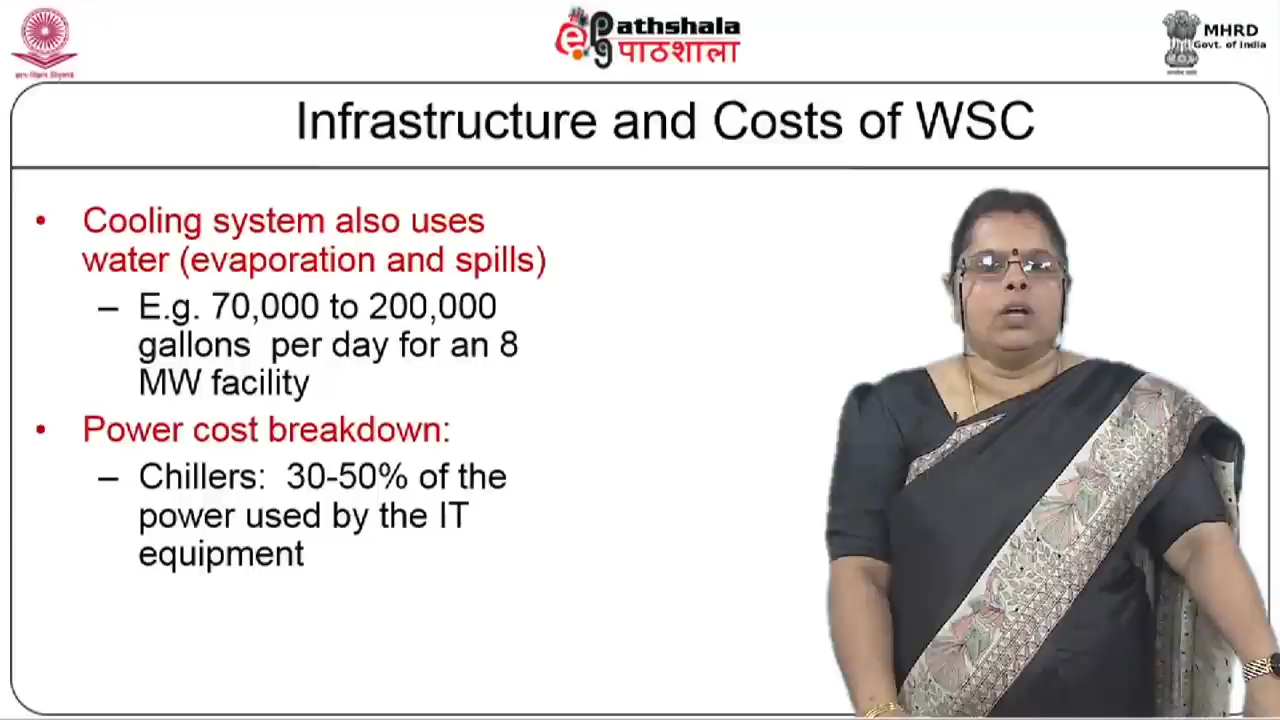 Pathshala
पाठशाला
MHRD
Govt. of India
Infrastructure and Costs of WSC
• Cooling system also uses
water (evaporation and spills)
– E.g. 70,000 to 200,000
gallons per day for an 8
MW facility
• Power cost breakdown:
– Chillers: 30-50% of the
power used by the IT
equipment